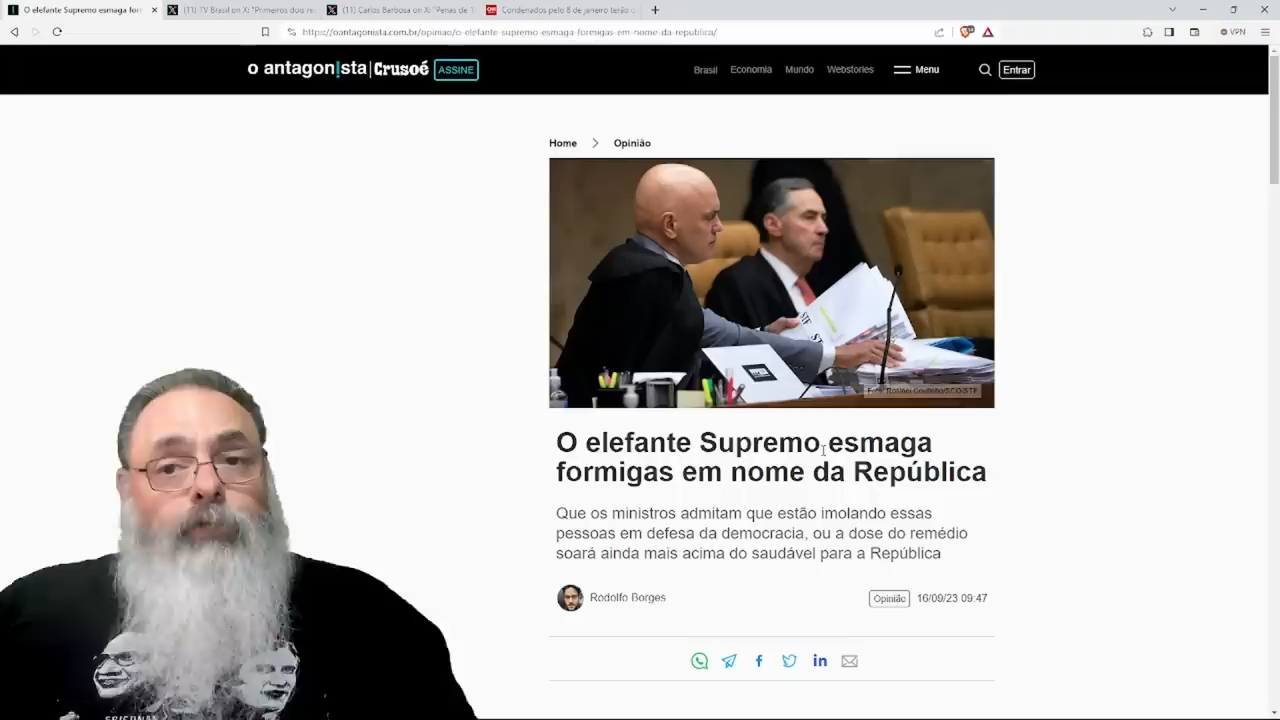 O elefante Supremo esmaga for
(11) TV Brasil on X: "Primeiros dois re
(11) Carlos Barbosa on X: "Penas de 1
Condenados pelo 8 de janeiro terão
https://oantagonista.com.br/opiniao/o-elefante-supremo-esmaga-formigas-em-nome-da-republica/
VPN
o antagon!sta | Crusoé ASSINE
Brasil Economia Mundo Webstories Menu Entrar
Home > Opinião
STF
O elefante Supremo esmaga
formigas em nome da República
Que os ministros admitam que estão imolando essas
pessoas em defesa da democracia, ou a dose do remédio
soará ainda mais acima do saudável para a República
Rodolfo Borges
Opinião 16/09/23 09:47